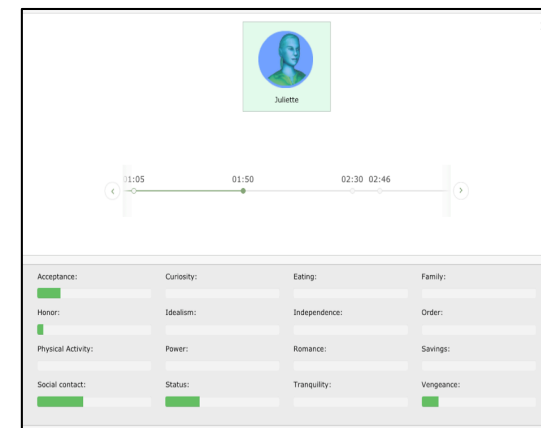 Juliette
01:05 01:50 02:30 02:46
Acceptance: Curiosity: Eating: Family:
Honor: Idealism: Independence: Order:
Physical Activity: Power: Romance: Savings:
Social contact: Status: Tranquility: Vengeance: